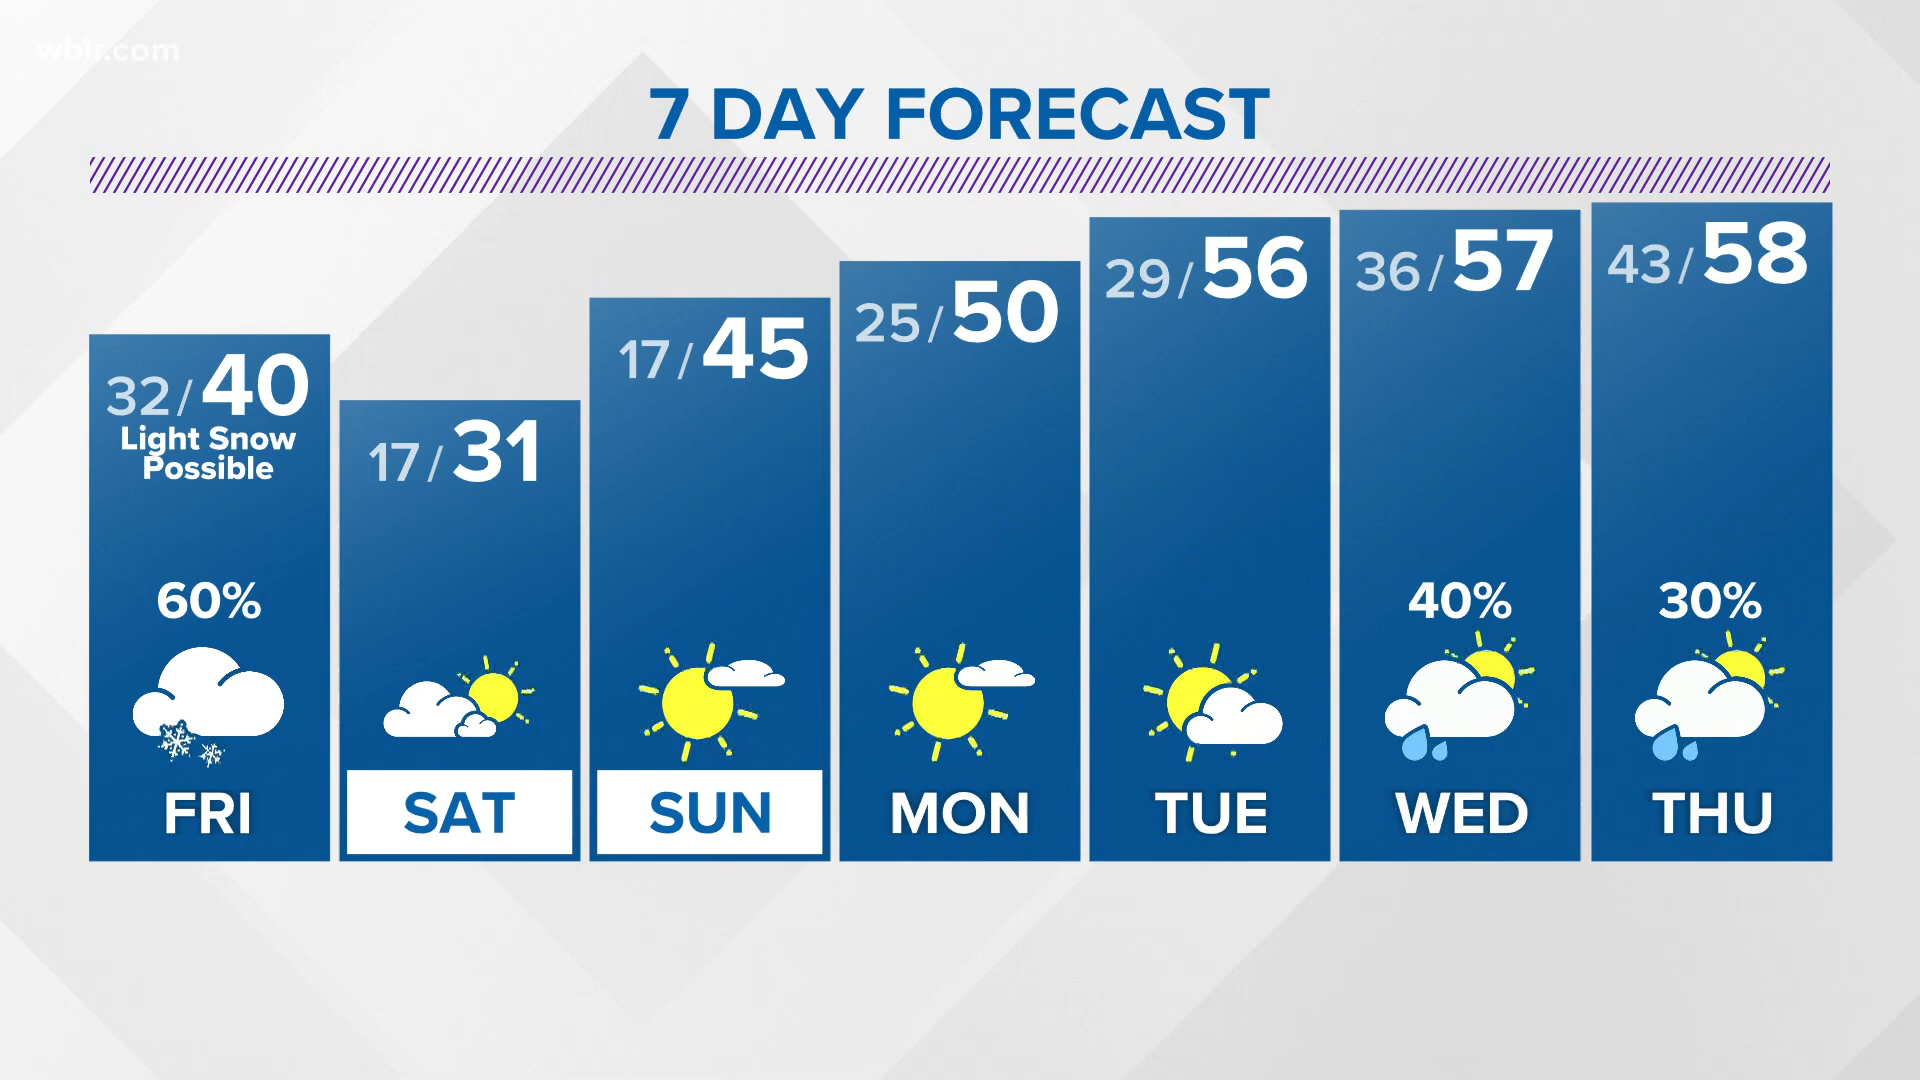 wbir.com
7 DAY FORECAST
32/40
Light Snow
Possible
60%
FRI
17/31
SAT
17/45
SUN
25/50
MON
29/56
TUE
36/57
40%
WED
43/58
30%
THU